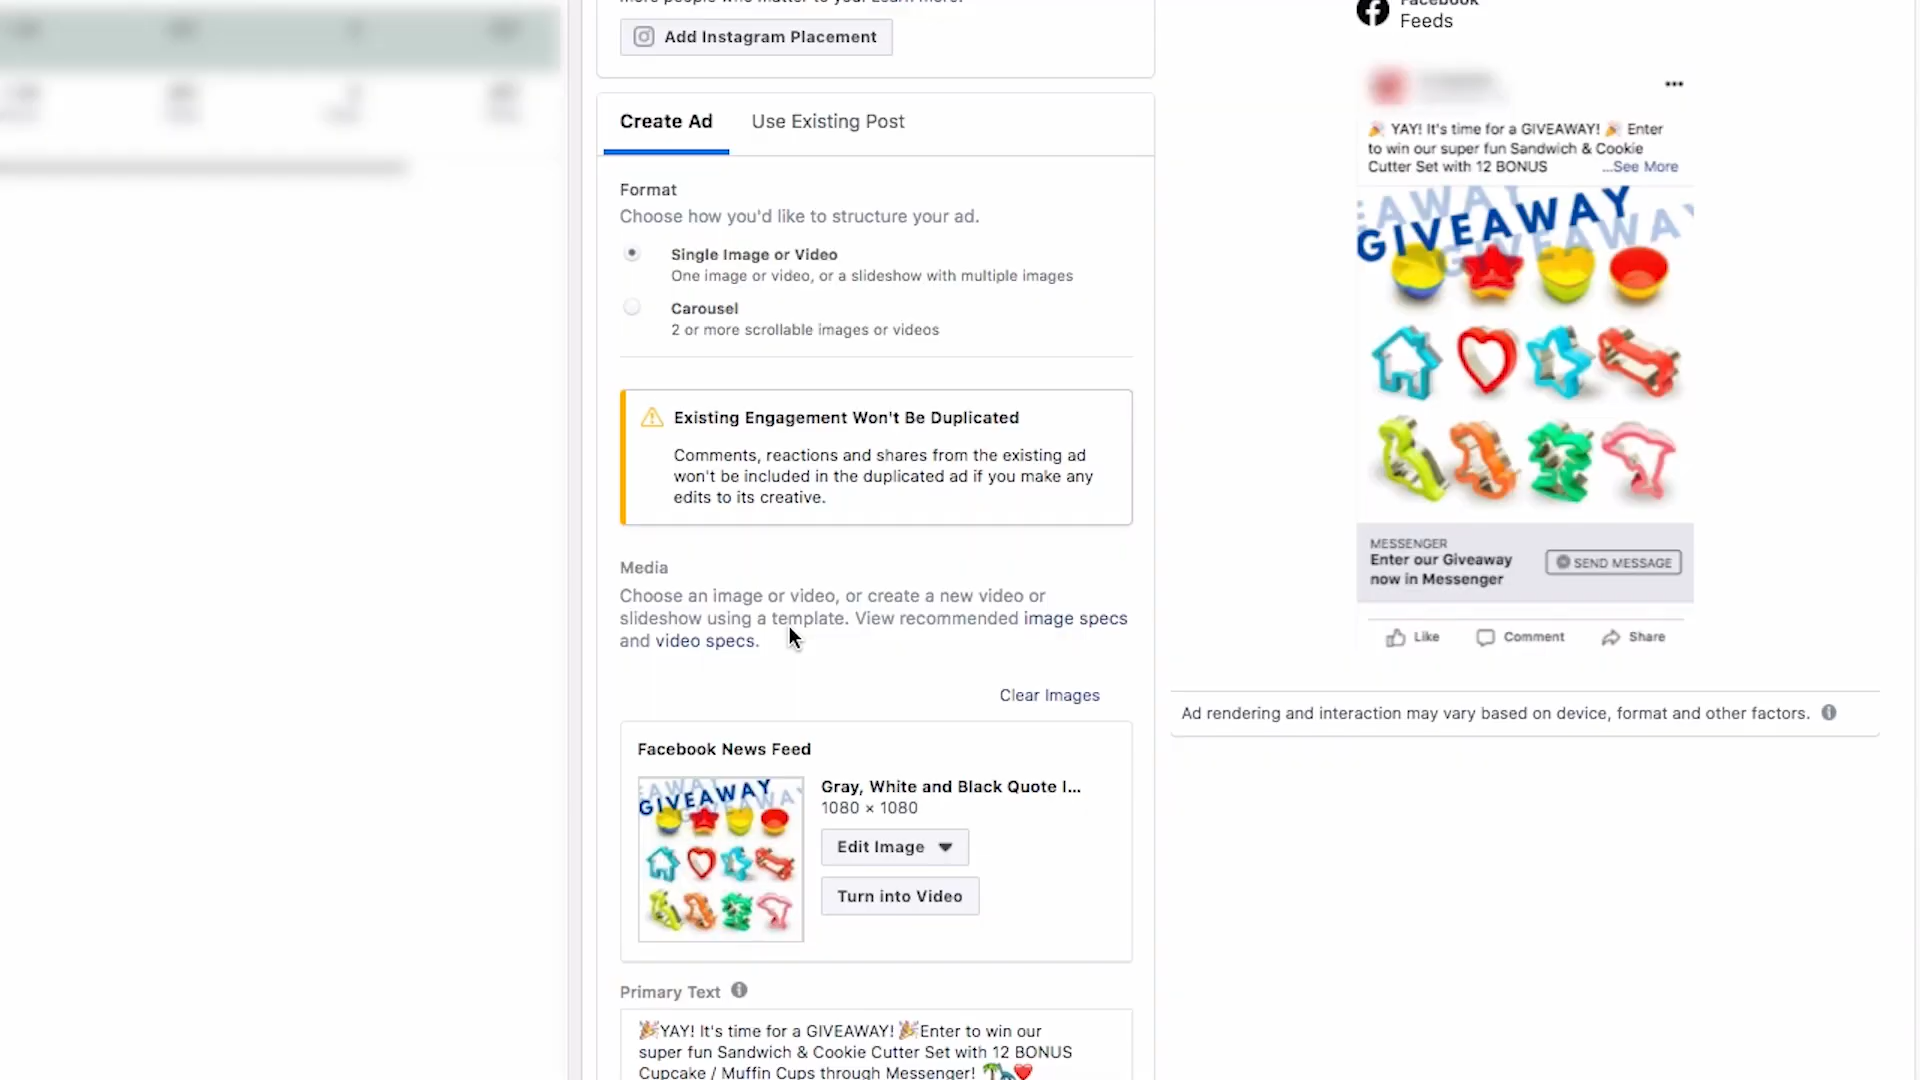 Add Instagram Placement
Create Ad
Use Existing Post
Format
Choose how you'd like to structure your ad.
Single Image or Video
One image or video, or a slideshow with multiple images
Carousel
2 or more scrollable images or videos
Existing Engagement Won't Be Duplicated
Comments, reactions and shares from the existing ad
won't be included in the duplicated ad if you make any
edits to its creative.
Media
Choose an image or video, or create a new video or
slideshow using a template. View recommended image specs
and video specs.
Clear Images
Facebook News Feed
GIVEAWAY
Gray, White and Black Quote I...
1080 × 1080
Edit Image
Turn into Video
Primary Text
🎉YAY! It's time for a GIVEAWAY! 🎉Enter to win our
super fun Sandwich & Cookie Cutter Set with 12 BONUS
Cupcake / Muffin Cups through Messenger! 🌴❤️
Facebook
Feeds
🎉 YAY! It's time for a GIVEAWAY! 🎉 Enter
to win our super fun Sandwich & Cookie
Cutter Set with 12 BONUS ...See More
GIVEAWAY
MESSENGER
Enter our Giveaway
now in Messenger
SEND MESSAGE
Like
Comment
Share
Ad rendering and interaction may vary based on device, format and other factors.